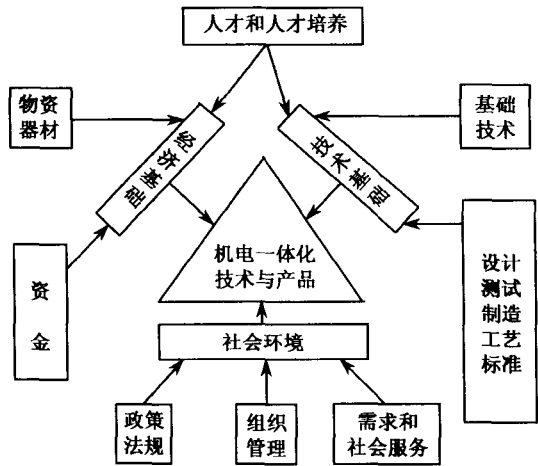 人才和人才培养
物资
器材
基础
技术
经济基础
技术基础
机电一体化
技术与产品
资
金
设计
测试
制造
工艺
标准
社会环境
政策
法规
组织
管理
需求和
社会服务